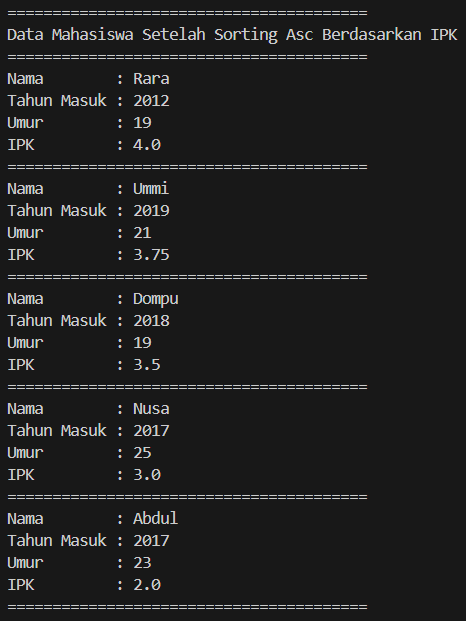 ========================================
Data Mahasiswa Setelah Sorting Asc Berdasarkan IPK
========================================
Nama        : Rara
Tahun Masuk : 2012
Umur        : 19
IPK         : 4.0
========================================
Nama        : Ummi
Tahun Masuk : 2019
Umur        : 21
IPK         : 3.75
========================================
Nama        : Dompu
Tahun Masuk : 2018
Umur        : 19
IPK         : 3.5
========================================
Nama        : Nusa
Tahun Masuk : 2017
Umur        : 25
IPK         : 3.0
========================================
Nama        : Abdul
Tahun Masuk : 2017
Umur        : 23
IPK         : 2.0
========================================